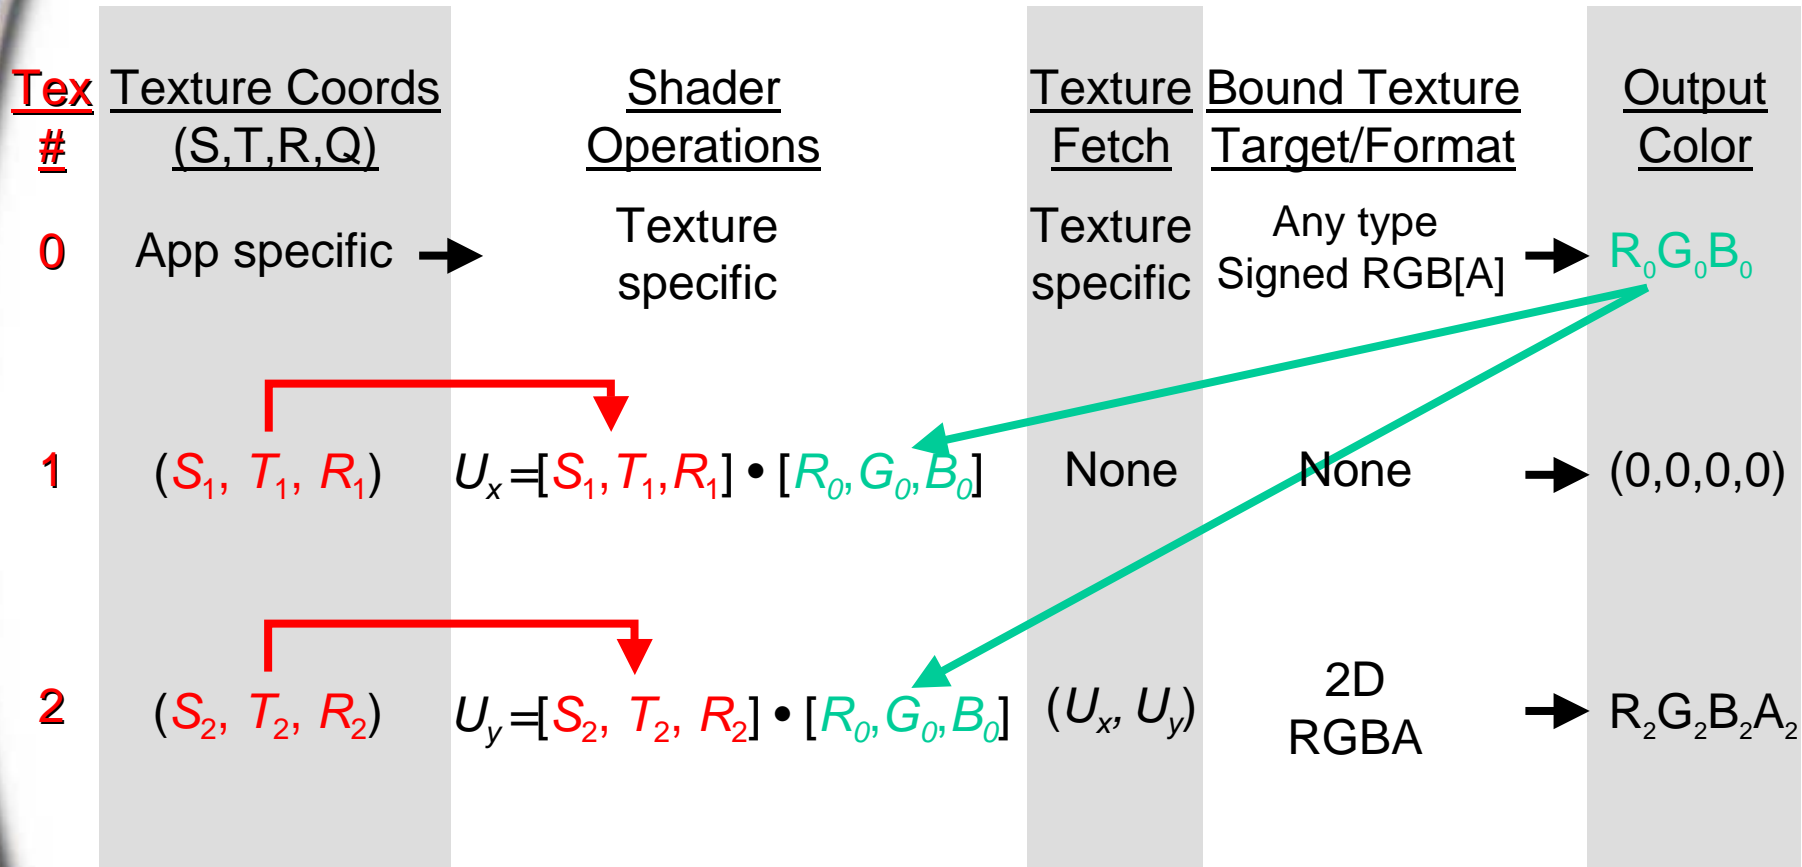 Tex Texture Coords Shader Texture Bound Texture Output
# (S,T,R,Q) Operations Fetch Target/Format Color
0 App specific Texture specific Texture specific Any type Signed RGB[A] R₀G₀B₀
1 (S₁, T₁, R₁) Uₓ=[S₁,T₁,R₁] • [R₀,G₀,B₀] None None (0,0,0,0)
2 (S₂, T₂, R₂) U_y=[S₂, T₂, R₂] • [R₀,G₀,B₀] (Uₓ, U_y) 2D RGBA R₂G₂B₂A₂